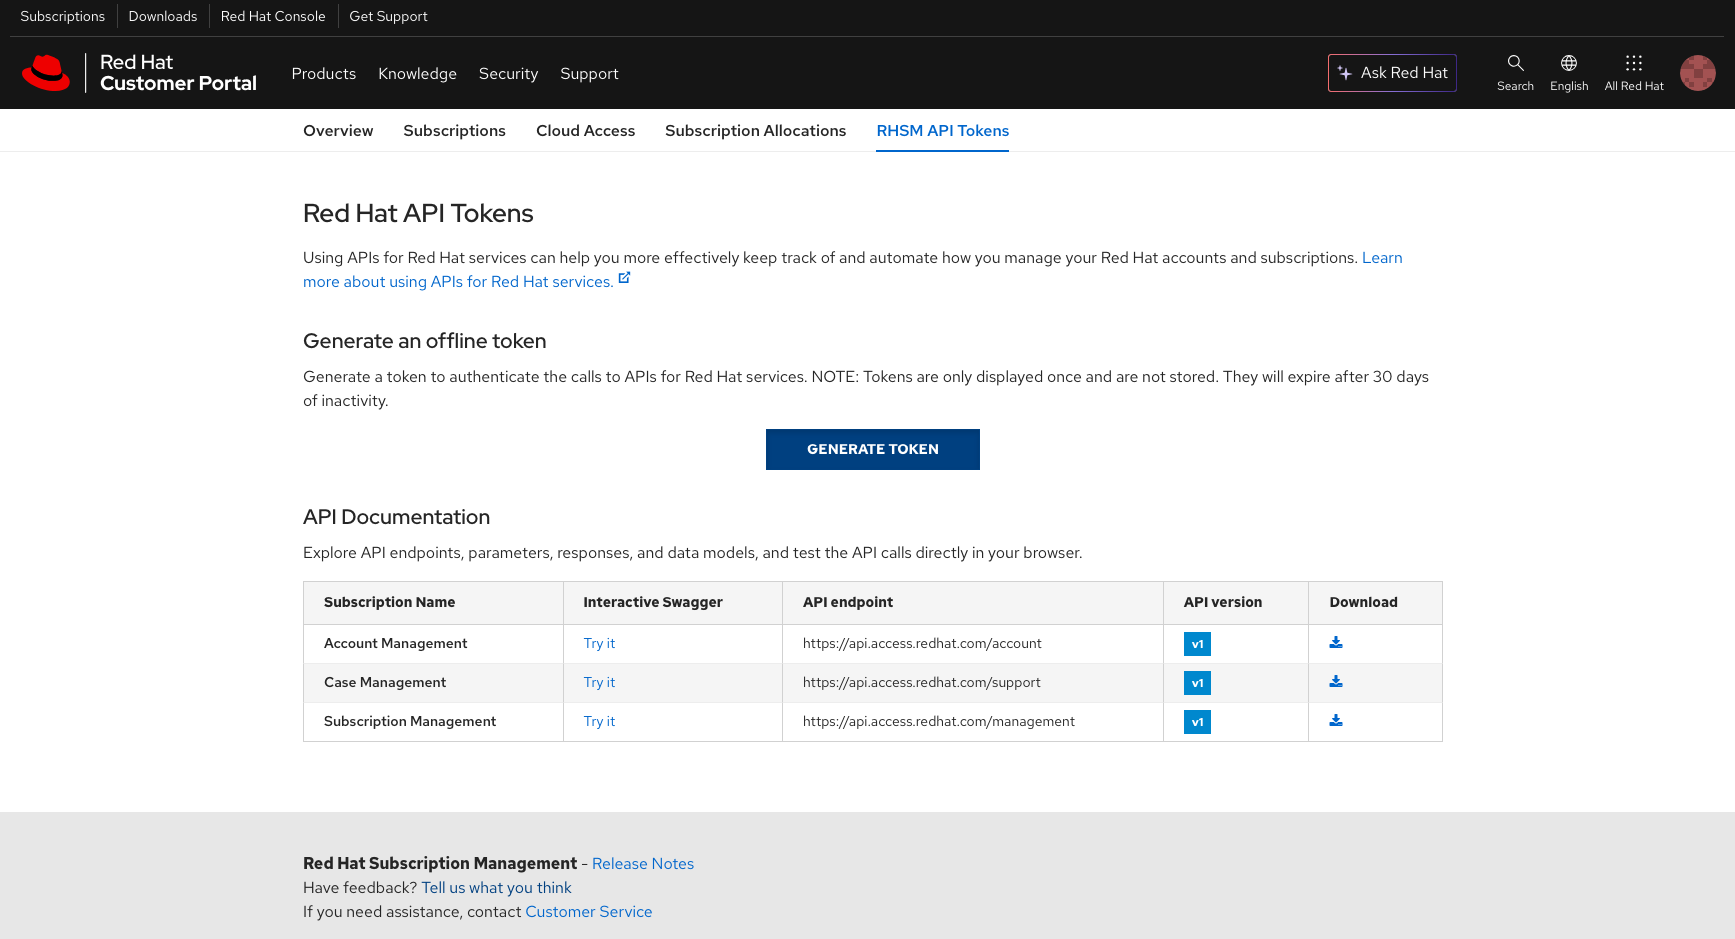 Subscriptions Downloads Red Hat Console Get Support
Red Hat
Customer Portal
Products Knowledge Security Support
Ask Red Hat
Search English All Red Hat
Overview Subscriptions Cloud Access Subscription Allocations RHSM API Tokens
Red Hat API Tokens
Using APIs for Red Hat services can help you more effectively keep track of and automate how you manage your Red Hat accounts and subscriptions. Learn
more about using APIs for Red Hat services.
Generate an offline token
Generate a token to authenticate the calls to APIs for Red Hat services. NOTE: Tokens are only displayed once and are not stored. They will expire after 30 days
of inactivity.
GENERATE TOKEN
API Documentation
Explore API endpoints, parameters, responses, and data models, and test the API calls directly in your browser.
Subscription Name Interactive Swagger API endpoint API version Download
Account Management Try it https://api.access.redhat.com/account v1
Case Management Try it https://api.access.redhat.com/support v1
Subscription Management Try it https://api.access.redhat.com/management v1
Red Hat Subscription Management - Release Notes
Have feedback? Tell us what you think
If you need assistance, contact Customer Service